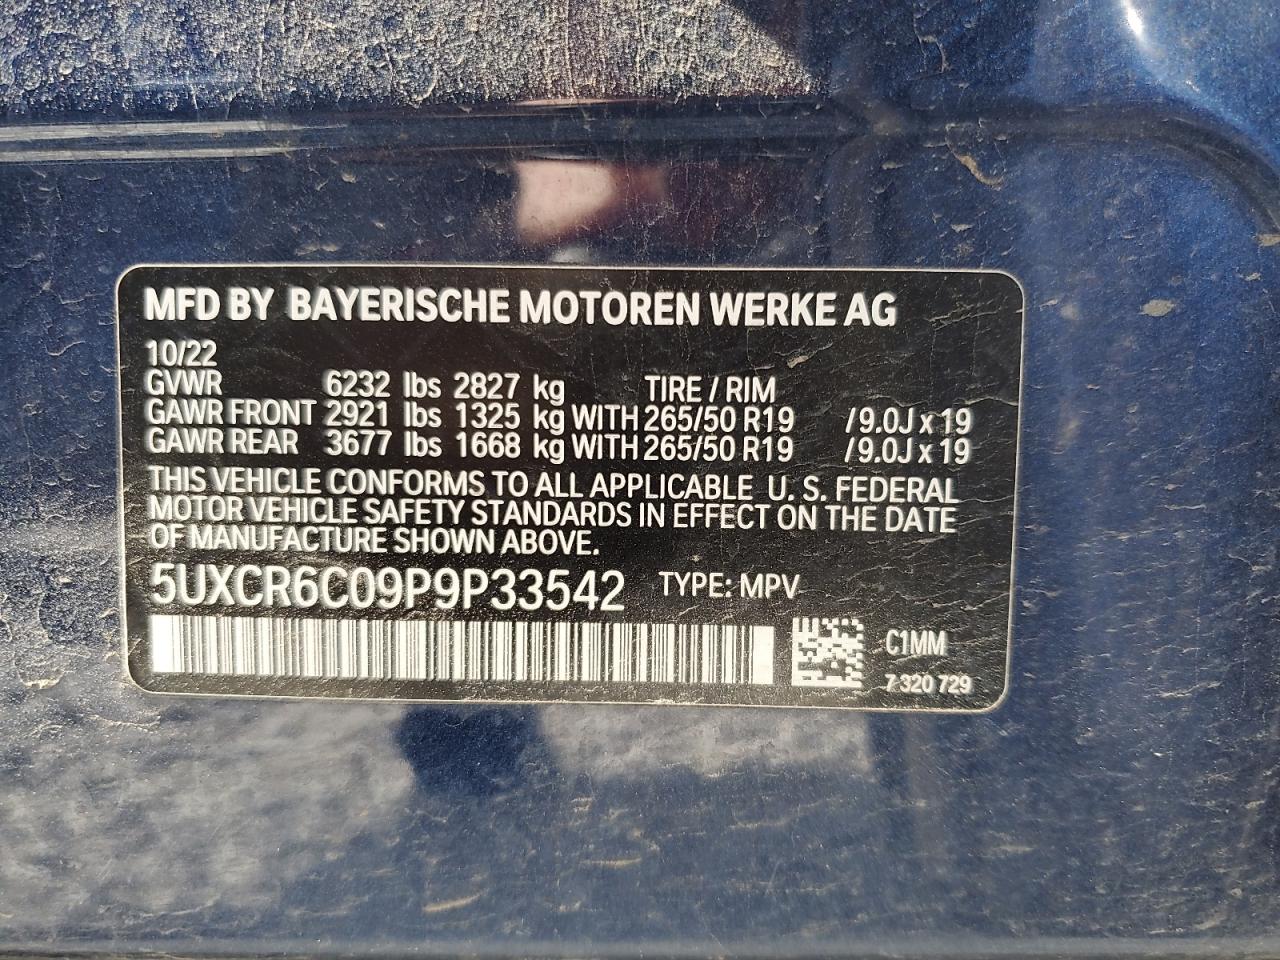 MFD BY BAYERISCHE MOTOREN WERKE AG
10/22
GVWR 6232 lbs 2827 kg TIRE / RIM
GAWR FRONT 2921 lbs 1325 kg WITH 265/50 R19 /9.0J x 19
GAWR REAR 3677 lbs 1668 kg WITH 265/50 R19 /9.0J x 19
THIS VEHICLE CONFORMS TO ALL APPLICABLE U. S. FEDERAL
MOTOR VEHICLE SAFETY STANDARDS IN EFFECT ON THE DATE
OF MANUFACTURE SHOWN ABOVE.
5UXCR6C09P9P33542 TYPE: MPV
C1MM
7 320 729